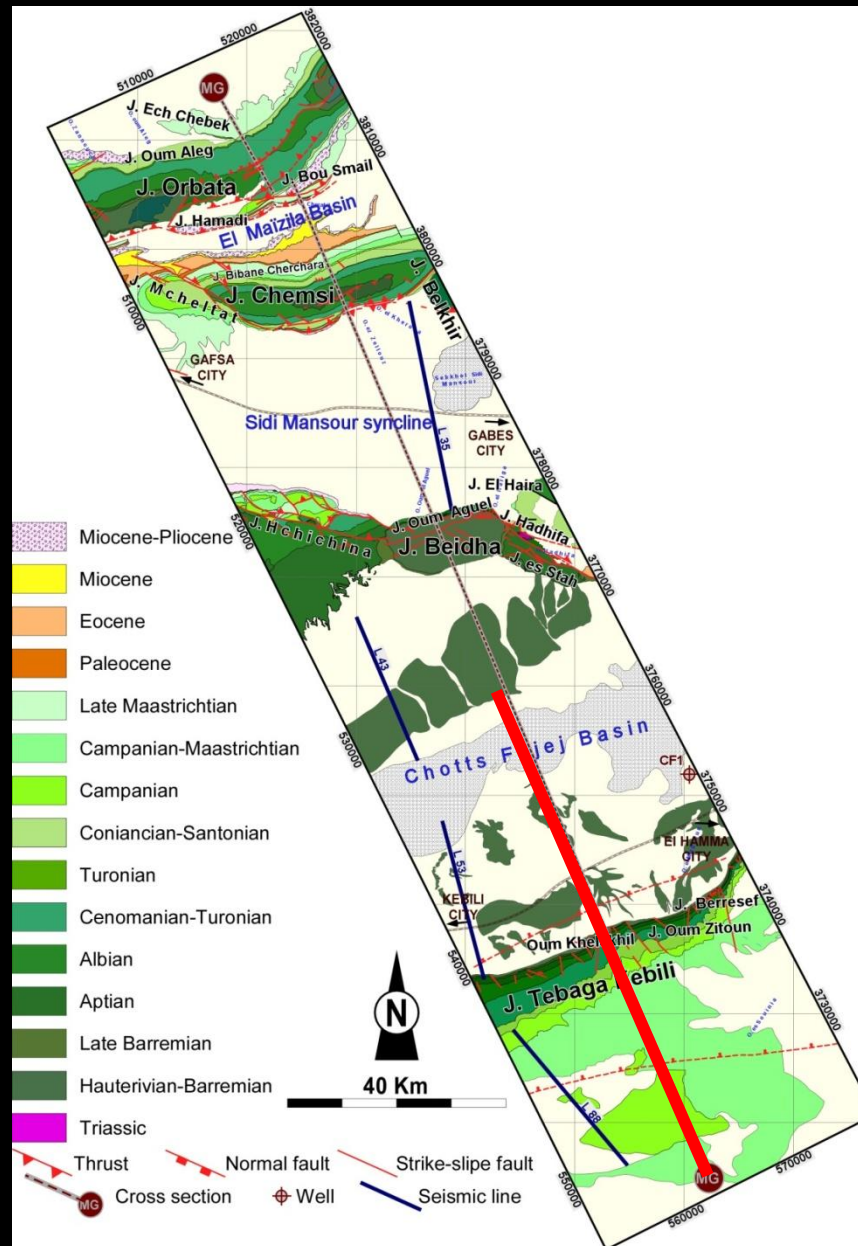 3820000
520000
510000
MG
J. Ech Chebek
J. Oum Aleg
3810000
J. Bou Smail
J. Orbata
J. Hamadi
El Maïzila Basin
3800000
J. Bibane Cherchara
J. Mcheltat
J. Chemsi
J. Belkhir
510000
3790000
GAFSA
CITY
Sebkhet Sidi
Mansour
Sidi Mansour syncline
L 35
GABES
CITY
3780000
J. El Haira
520000
J. Oum Aguel
J. Hadhifa
J. Hchichina
J. Beidha
J. es Stah
3770000
L 43
3760000
530000
Chotts Fejej Basin
CF1
3750000
L 53
El HAMMA
CITY
KEBILI
CITY
3740000
J. Berresef
J. Oum Zitoun
540000
J. Tebaga Kebili
3730000
L 88
550000
570000
MG
560000
Miocene-Pliocene
Miocene
Eocene
Paleocene
Late Maastrichtian
Campanian-Maastrichtian
Campanian
Coniancian-Santonian
Turonian
Cenomanian-Turonian
Albian
Aptian
Late Barremian
Hauterivian-Barremian
Triassic
N
40 Km
Thrust
Normal fault
Strike-slipe fault
MG
Cross section
Well
Seismic line